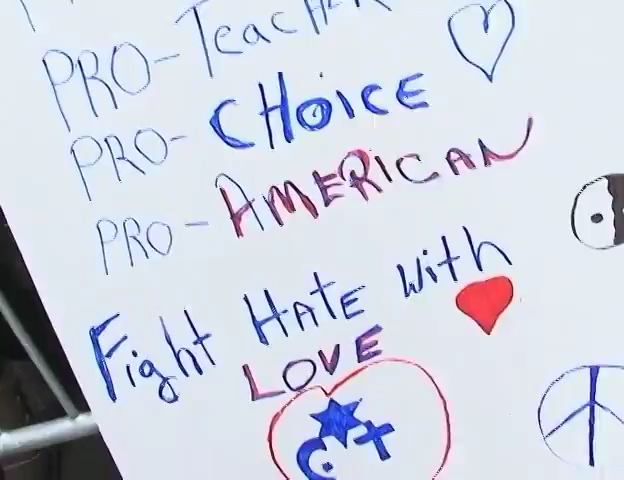 PRO-Teacher
PRO-CHOiCE
PRO-AMERiCAN
Fight HAtE With
LOVE